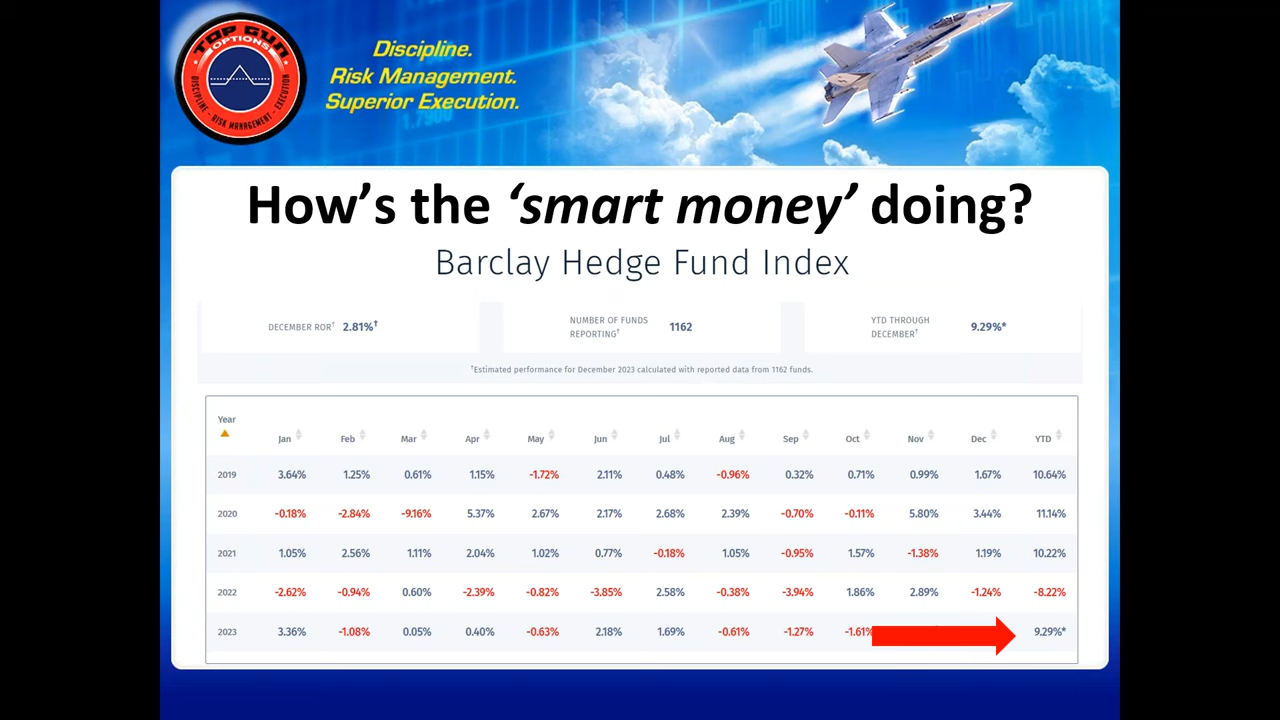 TOP GUN
OPTIONS
DISCIPLINE - RISK MANAGEMENT - EXECUTION
Discipline.
Risk Management.
Superior Execution.
1.7900
How's the 'smart money' doing?
Barclay Hedge Fund Index
DECEMBER ROR† 2.81%†
NUMBER OF FUNDS
REPORTING† 1162
YTD THROUGH
DECEMBER† 9.29%*
†Estimated performance for December 2023 calculated with reported data from 1162 funds.
Year Jan Feb Mar Apr May Jun Jul Aug Sep Oct Nov Dec YTD
2019 3.64% 1.25% 0.61% 1.15% -1.72% 2.11% 0.48% -0.96% 0.32% 0.71% 0.99% 1.67% 10.64%
2020 -0.18% -2.84% -9.16% 5.37% 2.67% 2.17% 2.68% 2.39% -0.70% -0.11% 5.80% 3.44% 11.14%
2021 1.05% 2.56% 1.11% 2.04% 1.02% 0.77% -0.18% 1.05% -0.95% 1.57% -1.38% 1.19% 10.22%
2022 -2.62% -0.94% 0.60% -2.39% -0.82% -3.85% 2.58% -0.38% -3.94% 1.86% 2.89% -1.24% -8.22%
2023 3.36% -1.08% 0.05% 0.40% -0.63% 2.18% 1.69% -0.61% -1.27% -1.61% 9.29%*